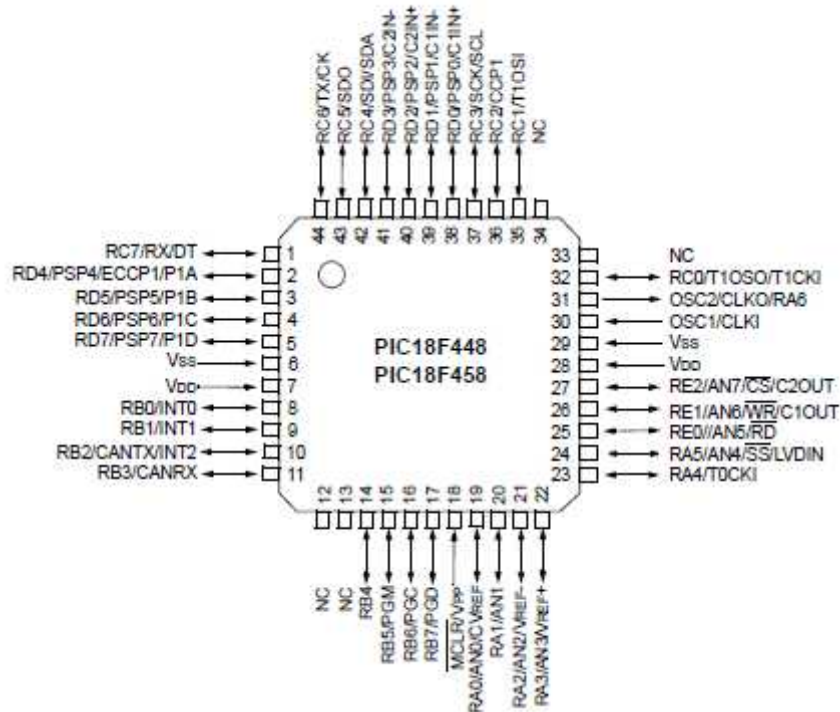 RC6/TX/CK
RC5/SDO
RC4/SDI/SDA
RD3/PSP3/C2IN-
RD2/PSP2/C2IN+
RD1/PSP1/C1IN-
RD0/PSP0/C1IN+
RC3/SCK/SCL
RC2/CCP1
RC1/T1OSI
NC
44 43 42 41 40 39 38 37 36 35 34
RC7/RX/DT 1
RD4/PSP4/ECCP1/P1A 2
RD5/PSP5/P1B 3
RD6/PSP6/P1C 4
RD7/PSP7/P1D 5
VSS 6
VDD 7
RB0/INT0 8
RB1/INT1 9
RB2/CANTX/INT2 10
RB3/CANRX 11
PIC18F448
PIC18F458
33 NC
32 RC0/T1OSO/T1CKI
31 OSC2/CLKO/RA6
30 OSC1/CLKI
29 VSS
28 VDD
27 RE2/AN7/CS/C2OUT
26 RE1/AN6/WR/C1OUT
25 RE0//AN5/RD
24 RA5/AN4/SS/LVDIN
23 RA4/T0CKI
12 13 14 15 16 17 18 19 20 21 22
NC
NC
RB4
RB5/PGM
RB6/PGC
RB7/PGD
MCLR/VPP
RA0/AN0/CVREF
RA1/AN1
RA2/AN2/VREF-
RA3/AN3/VREF+